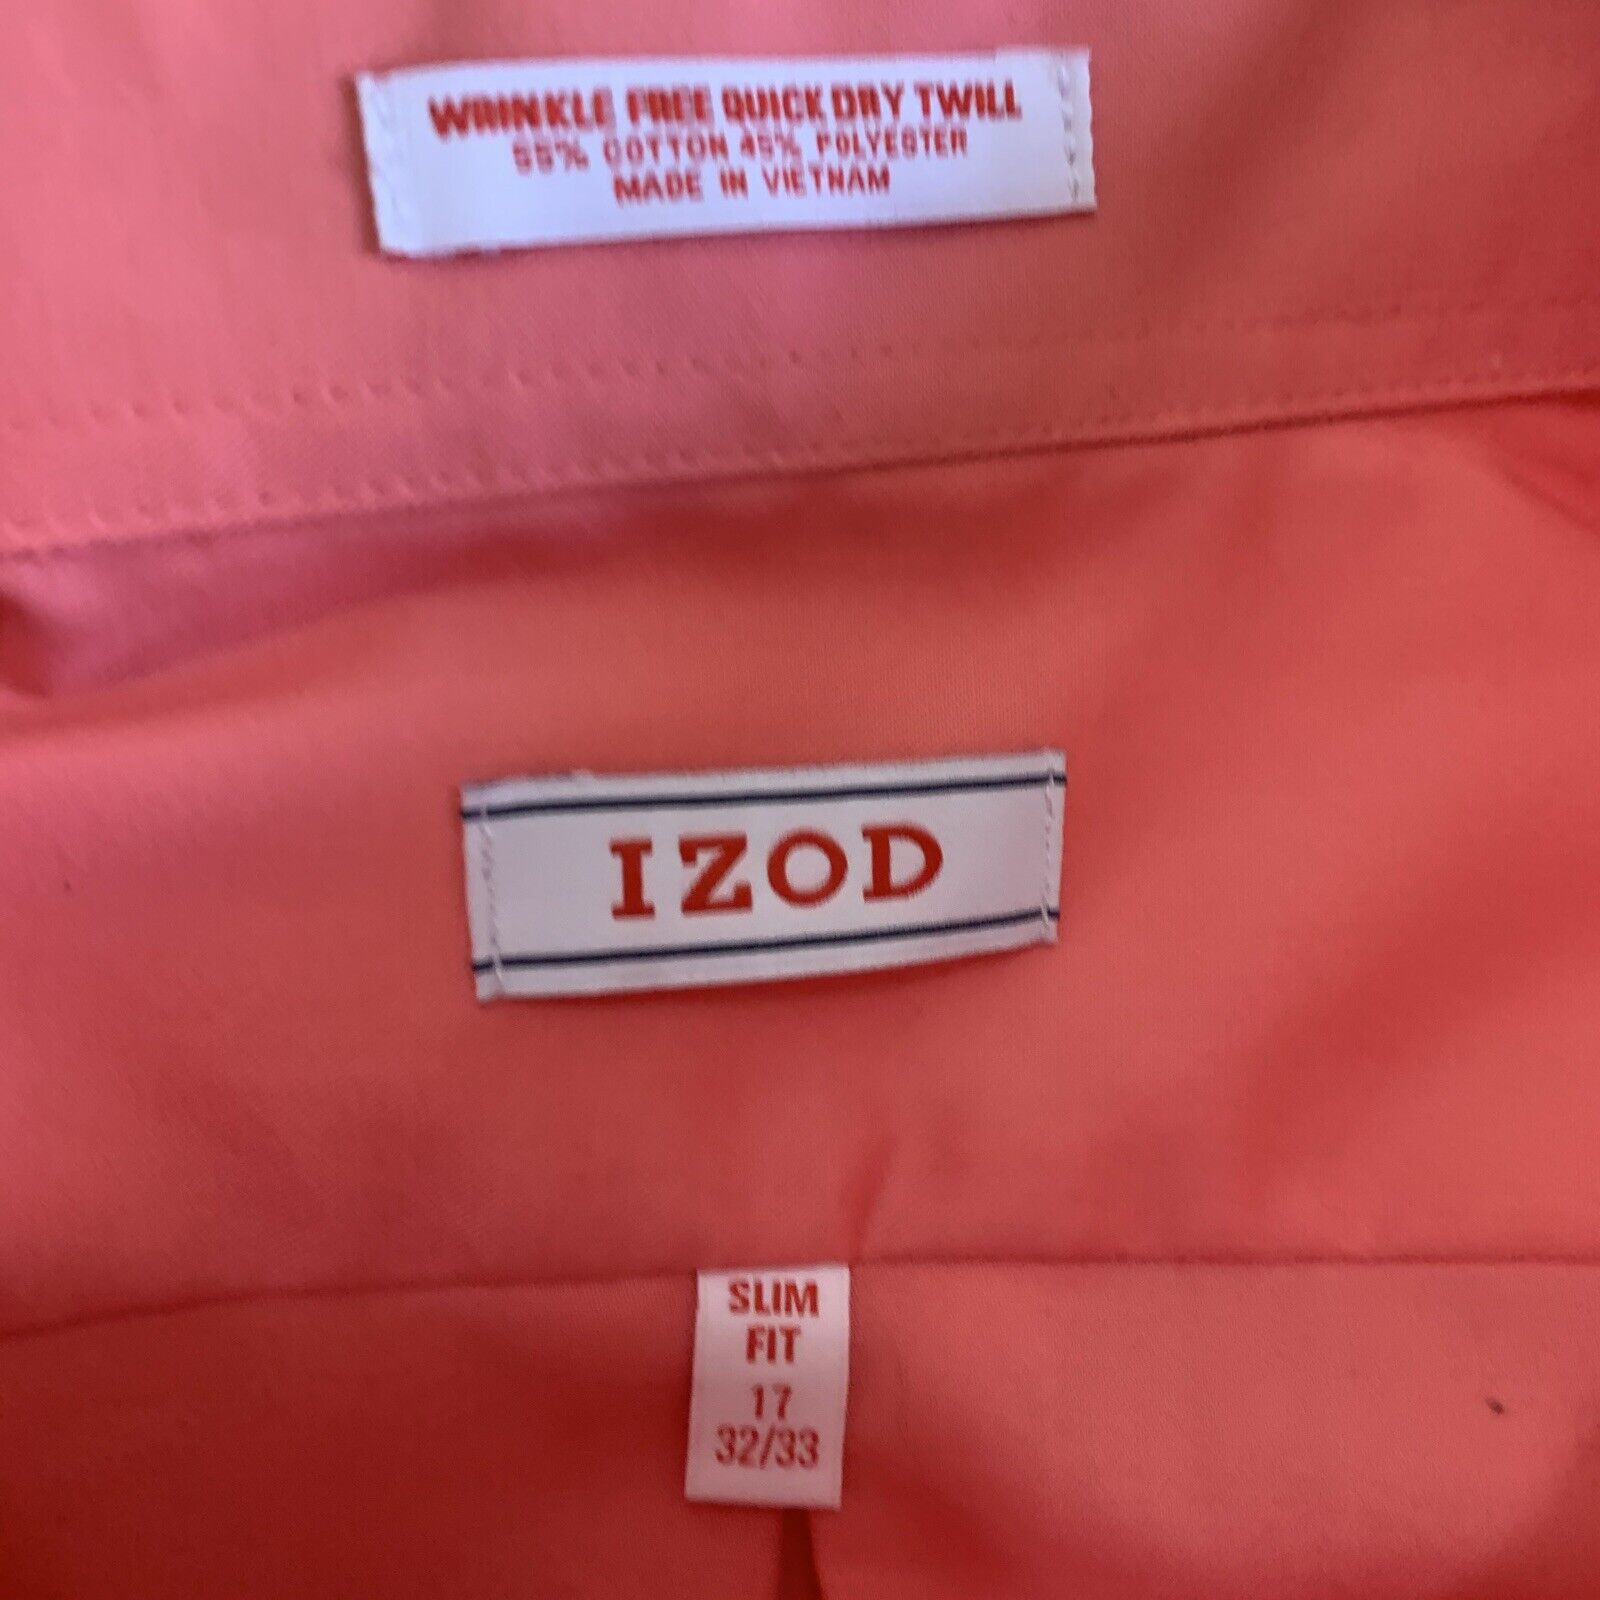 WRINKLE FREE QUICK DRY TWILL
55% COTTON 45% POLYESTER
MADE IN VIETNAM
IZOD
SLIM
FIT
17
32/33